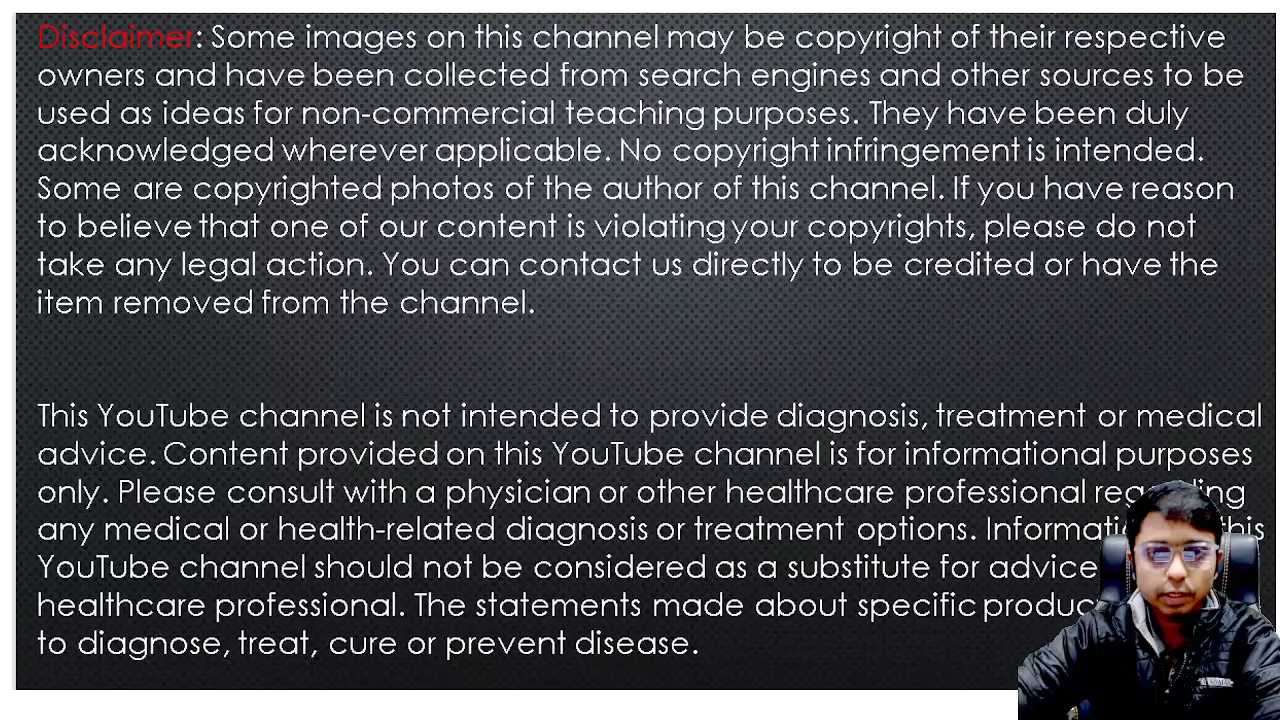 Disclaimer: Some images on this channel may be copyright of their respective
owners and have been collected from search engines and other sources to be
used as ideas for non-commercial teaching purposes. They have been duly
acknowledged wherever applicable. No copyright infringement is intended.
Some are copyrighted photos of the author of this channel. If you have reason
to believe that one of our content is violating your copyrights, please do not
take any legal action. You can contact us directly to be credited or have the
item removed from the channel.
This YouTube channel is not intended to provide diagnosis, treatment or medical
advice. Content provided on this YouTube channel is for informational purposes
only. Please consult with a physician or other healthcare professional
any medical or health-related diagnosis or treatment options. this
YouTube channel should not be considered as a substitute for advice
healthcare professional. The statements made about specific
to diagnose, treat, cure or prevent disease.